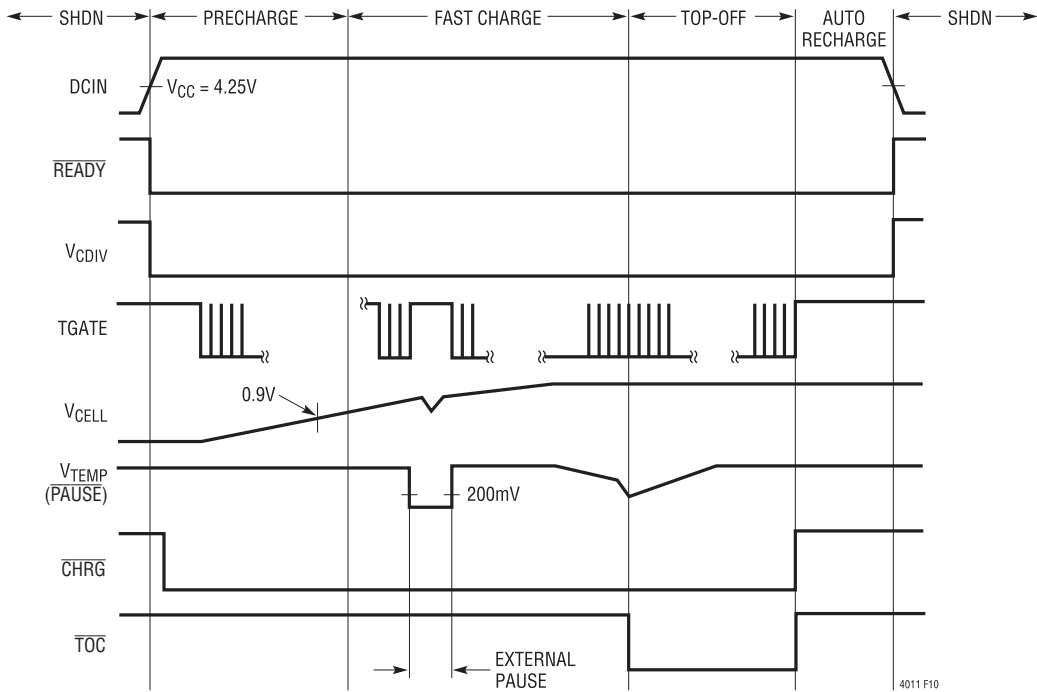 SHDN PRECHARGE FAST CHARGE TOP-OFF AUTO RECHARGE SHDN
DCIN
VCC = 4.25V
READY
VCDIV
TGATE
0.9V
VCELL
VTEMP
(PAUSE)
200mV
CHRG
TOC
EXTERNAL
PAUSE
4011 F10